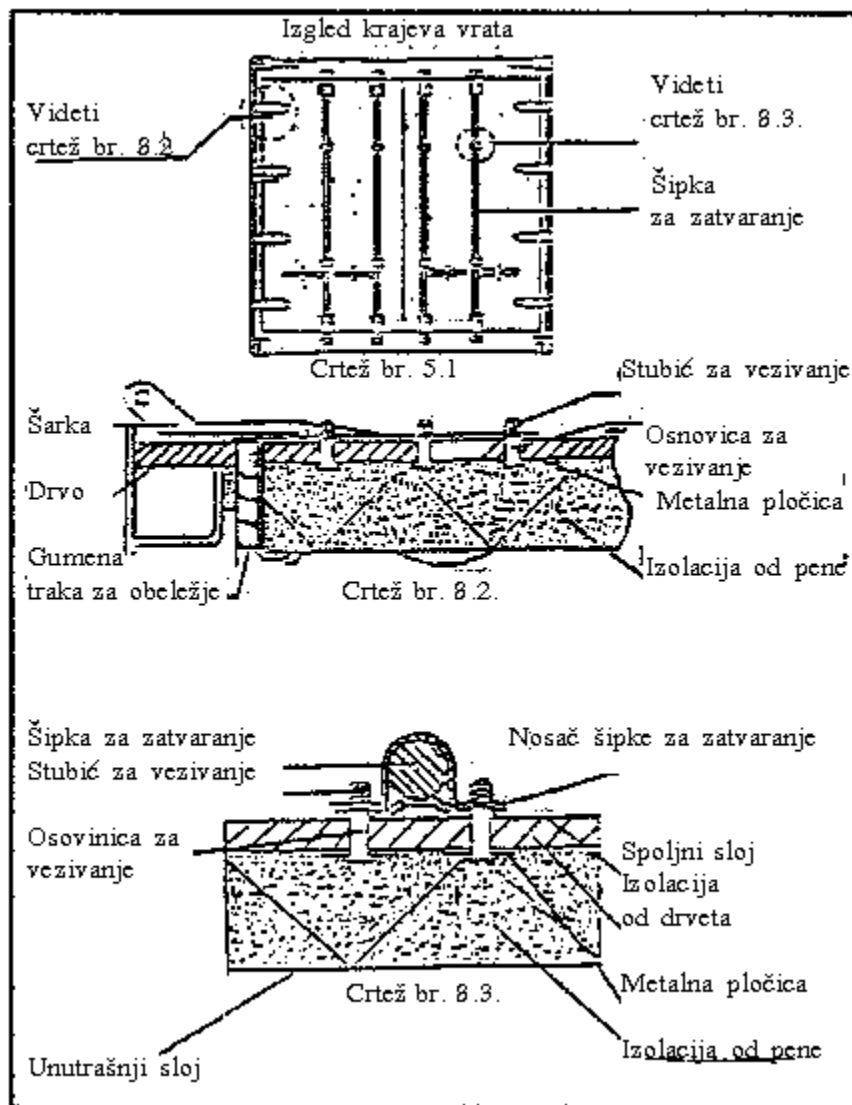 Izgled krajeva vrata
Videti
crtež br. 8.2
Videti
crtež br. 8.3.
Šipka
za zatvaranje
Crtež br. 5.1
Stubić za vezivanje
Šarka
Osnovica za
vezivanje
Drvo
Metalna pločica
Gumena
traka za obeležje
Izolacija od pene
Crtež br. 8.2.
Šipka za zatvaranje
Nosač šipke za zatvaranje
Stubić za vezivanje
Osovinica za
vezivanje
Spoljni sloj
Izolacija
od drveta
Metalna pločica
Crtež br. 8.3.
Izolacija od pene
Unutrašnji sloj